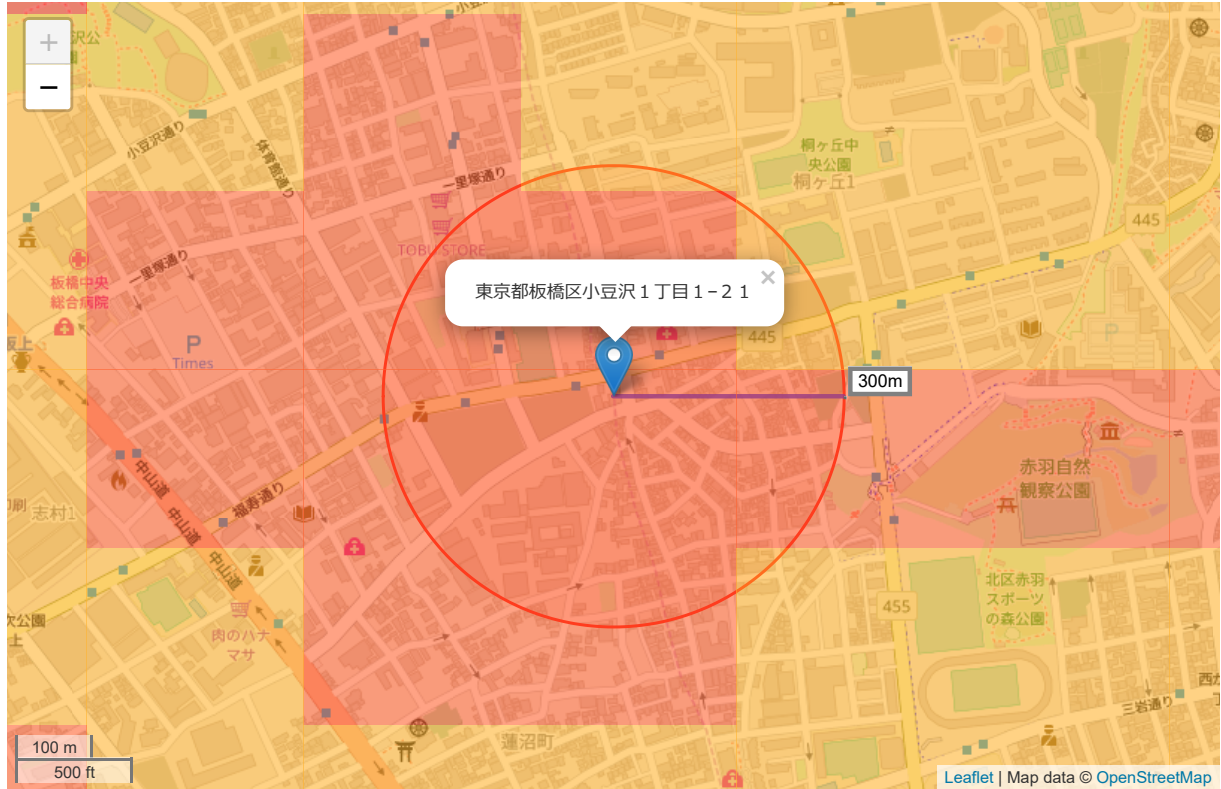 +
−
小豆沢通り
体育館通り
一里塚通り
TOBU STORE
桐ヶ丘中
央公園
桐ヶ丘1
445
一里塚通り
板橋中央
総合病院
P
Times
×
東京都板橋区小豆沢1丁目1−21
445
P
300m
中山道
中山道
中山道
福寿通り
志村1
赤羽自然
観察公園
肉のハナ
マサ
北区赤羽
スポーツ
の森公園
455
三岩通り
蓮沼町
100 m
500 ft
Leaflet | Map data © OpenStreetMap